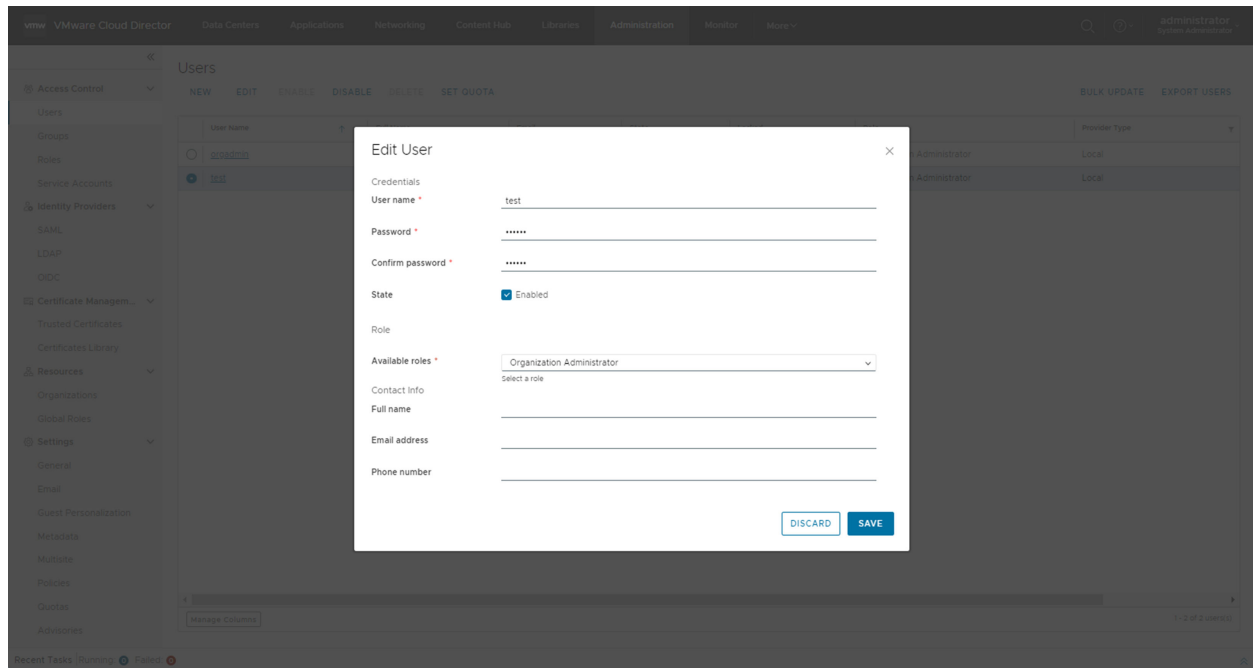 vmw VMware Cloud Director Data Centers Applications Networking Content Hub Libraries Administration Monitor More administrator
System Administrator
Users
Access Control
NEW EDIT ENABLE DISABLE DELETE SET QUOTA BULK UPDATE EXPORT USERS
Users
User Name Provider Type
Groups
orgadmin Administrator Local
Roles
test Administrator Local
Service Accounts
Identity Providers
SAML
LDAP
OIDC
Certificate Managem...
Trusted Certificates
Certificates Library
Resources
Organizations
Global Roles
Settings
General
Email
Guest Personalization
Metadata
Multisite
Policies
Quotas
Advisories
Manage Columns 1 - 2 of 2 user(s)
Edit User
Credentials
User name * test
Password * ••••••
Confirm password * ••••••
State Enabled
Role
Available roles * Organization Administrator
Select a role
Contact Info
Full name
Email address
Phone number
DISCARD SAVE
Recent Tasks Running: 0 Failed: 0